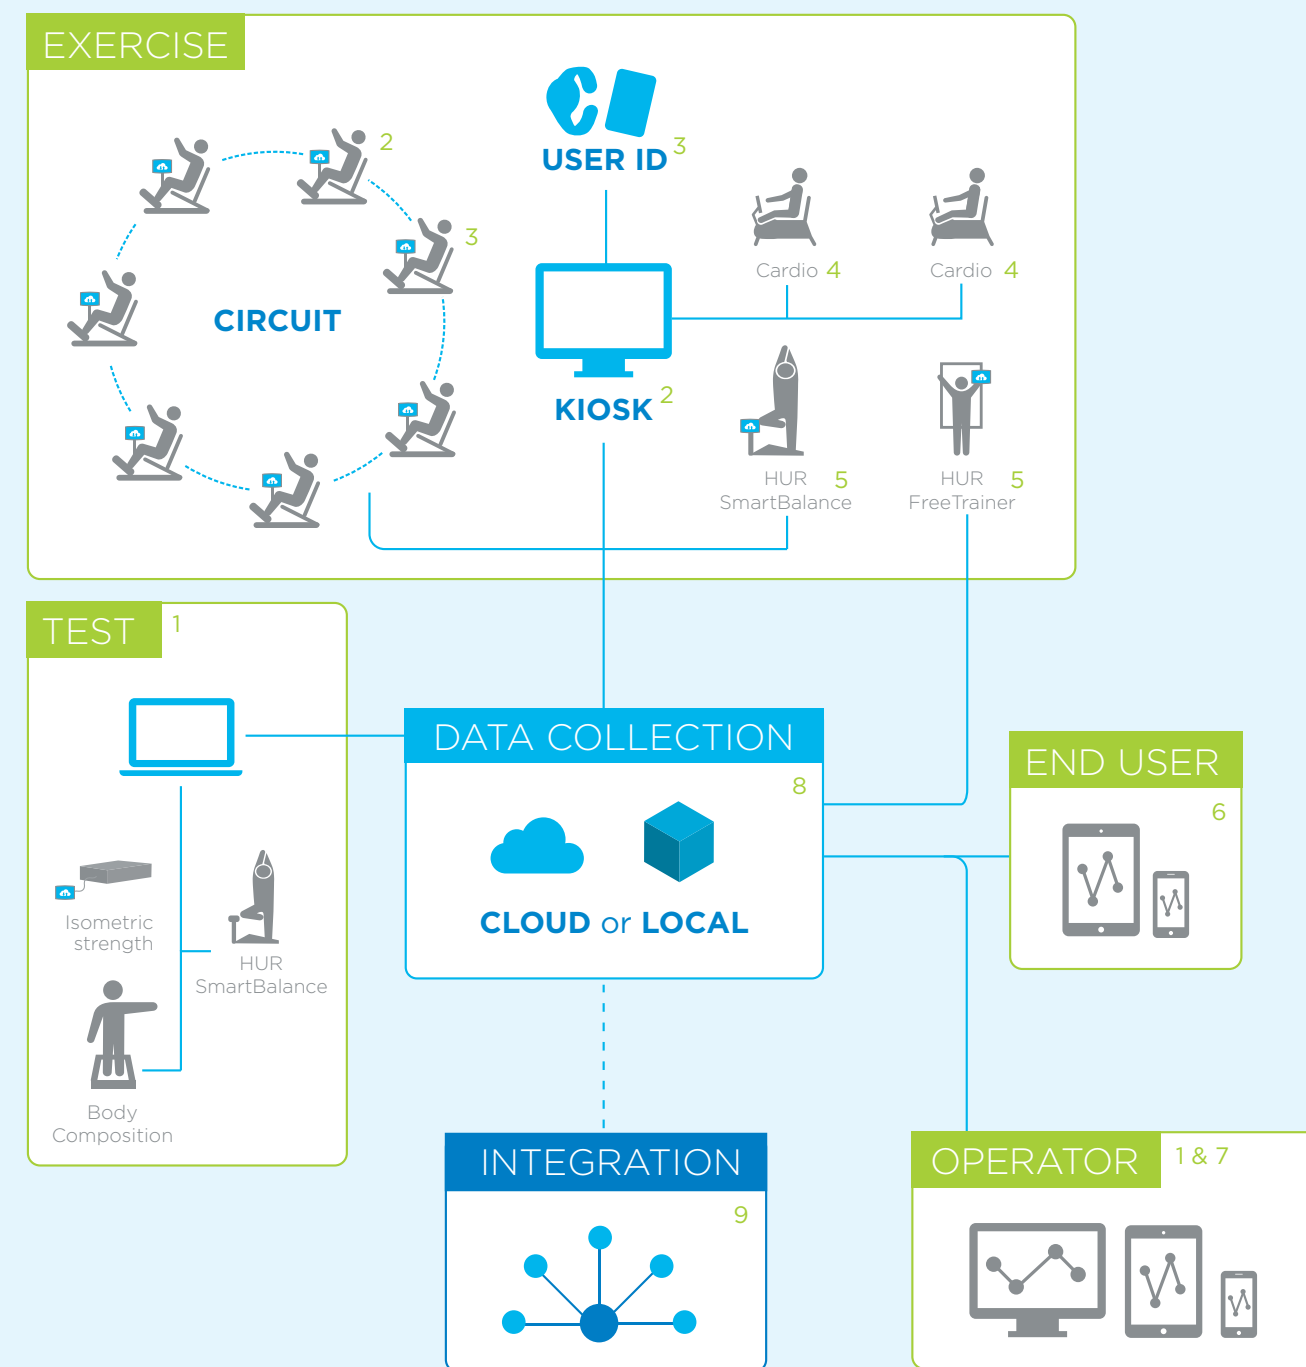 EXERCISE
USER ID 3
2
3
CIRCUIT
Cardio 4
Cardio 4
KIOSK 2
HUR 5
SmartBalance
HUR 5
FreeTrainer
TEST 1
Isometric
strength
HUR
SmartBalance
Body
Composition
DATA COLLECTION
8
CLOUD or LOCAL
END USER
6
INTEGRATION
9
OPERATOR 1 & 7